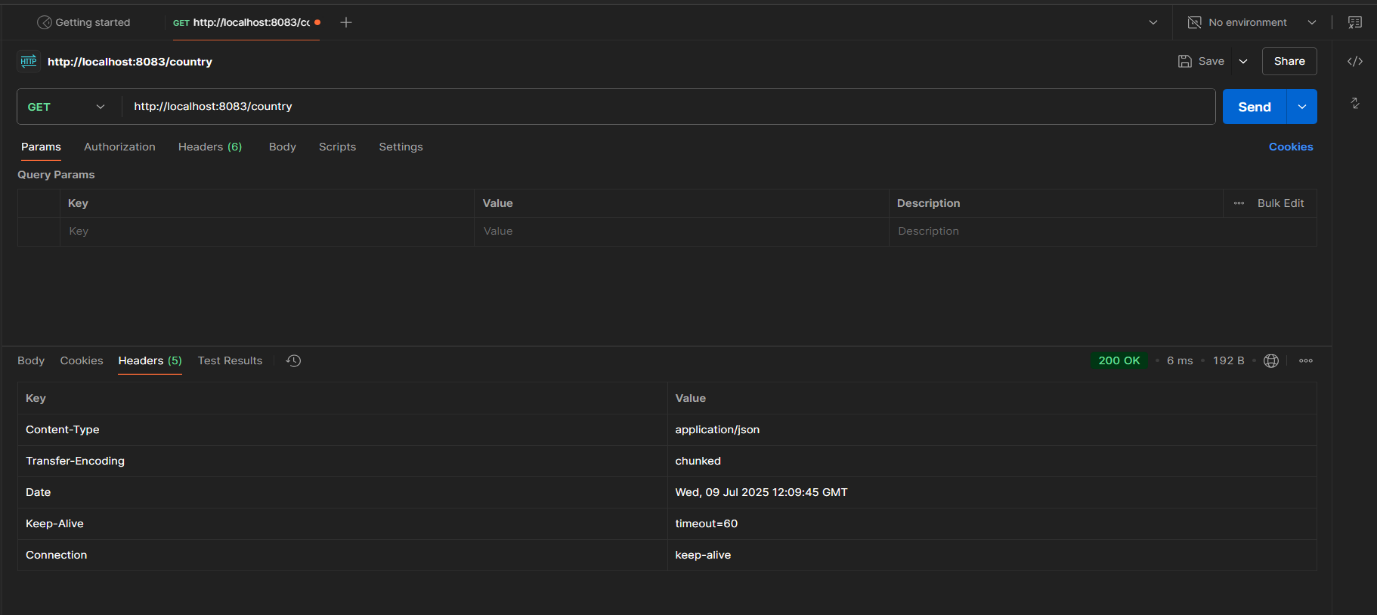 Getting started GET http://localhost:8083/cc No environment
HTTP http://localhost:8083/country Save Share
GET http://localhost:8083/country Send
Params Authorization Headers (6) Body Scripts Settings Cookies
Query Params
Key Value Description Bulk Edit
Key Value Description
Body Cookies Headers (5) Test Results 200 OK 6 ms 192 B
Key Value
Content-Type application/json
Transfer-Encoding chunked
Date Wed, 09 Jul 2025 12:09:45 GMT
Keep-Alive timeout=60
Connection keep-alive